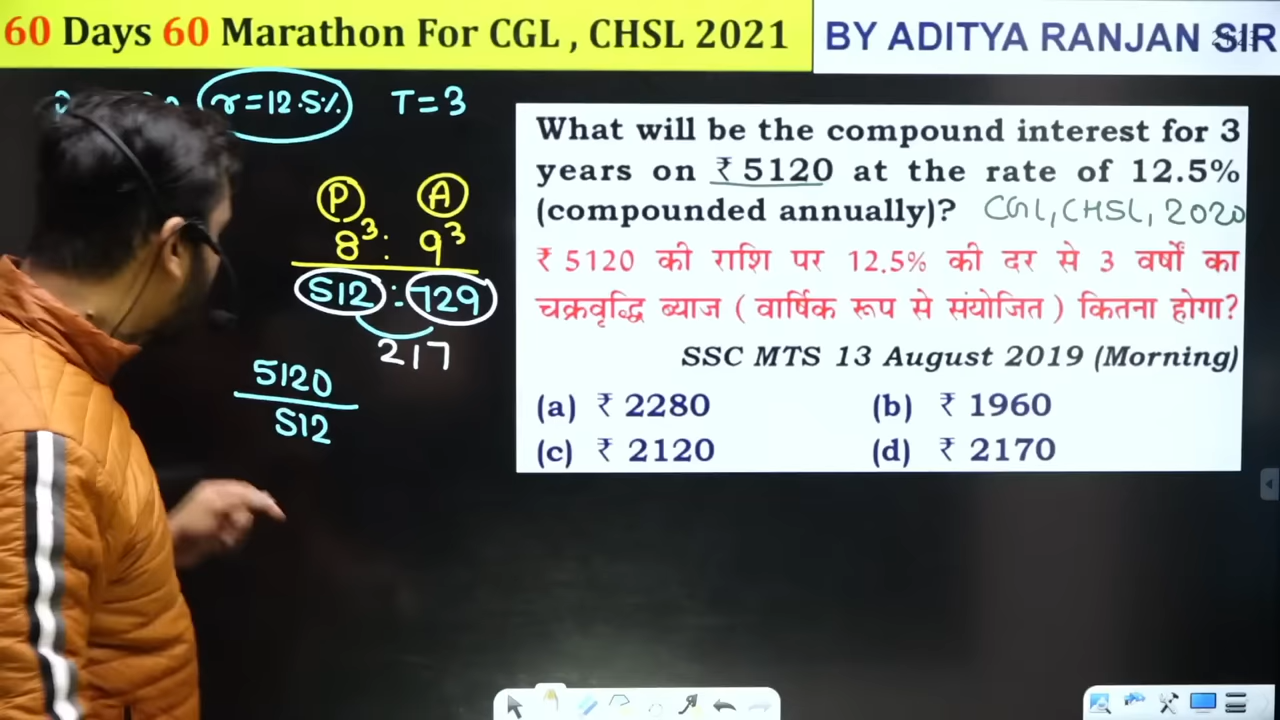 60 Days 60 Marathon For CGL , CHSL 2021
BY ADITYA RANJAN SIR
r=12.5% T=3
P A
8³ : 9³
512 : 729
217
5120
512
What will be the compound interest for 3
years on ₹ 5120 at the rate of 12.5%
(compounded annually)? CGL, CHSL, 2020
₹ 5120 की राशि पर 12.5% की दर से 3 वर्षों का
चक्रवृद्धि ब्याज ( वार्षिक रूप से संयोजित ) कितना होगा?
SSC MTS 13 August 2019 (Morning)
(a) ₹ 2280 (b) ₹ 1960
(c) ₹ 2120 (d) ₹ 2170